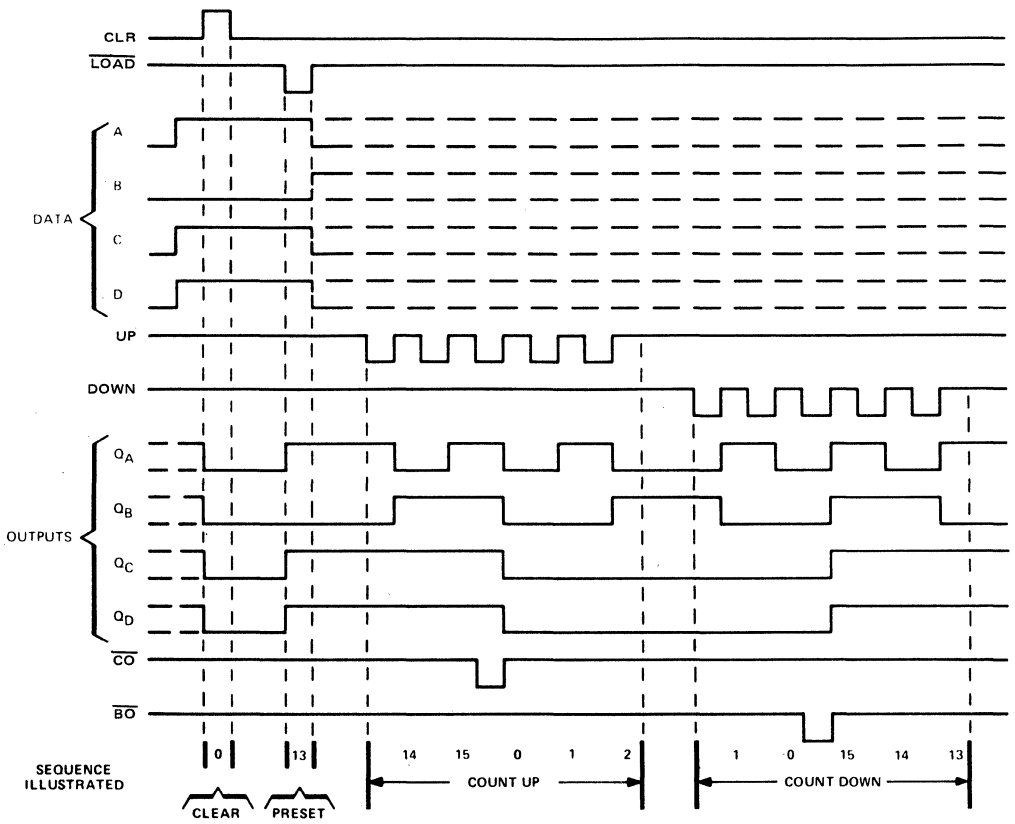 CLR
LOAD
A
B
DATA
C
D
UP
DOWN
QA
QB
OUTPUTS
QC
QD
CO
BO
SEQUENCE
ILLUSTRATED
0 13 14 15 0 1 2 1 0 15 14 13
COUNT UP COUNT DOWN
CLEAR PRESET